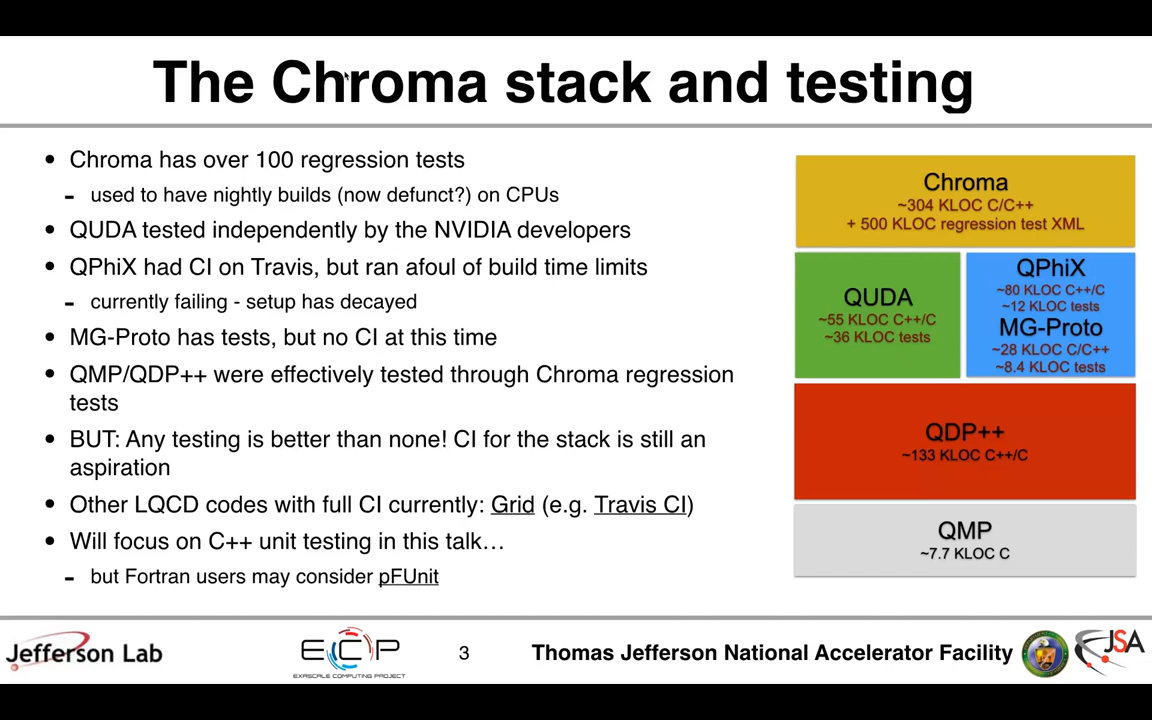 The Chroma stack and testing
• Chroma has over 100 regression tests
- used to have nightly builds (now defunct?) on CPUs
• QUDA tested independently by the NVIDIA developers
• QPhiX had CI on Travis, but ran afoul of build time limits
- currently failing - setup has decayed
• MG-Proto has tests, but no CI at this time
• QMP/QDP++ were effectively tested through Chroma regression
tests
• BUT: Any testing is better than none! CI for the stack is still an
aspiration
• Other LQCD codes with full CI currently: Grid (e.g. Travis CI)
• Will focus on C++ unit testing in this talk…
- but Fortran users may consider pFUnit
Chroma
~304 KLOC C/C++
+ 500 KLOC regression test XML
QUDA
~55 KLOC C++/C
~36 KLOC tests
QPhiX
~80 KLOC C++/C
~12 KLOC tests
MG-Proto
~28 KLOC C/C++
~8.4 KLOC tests
QDP++
~133 KLOC C++/C
QMP
~7.7 KLOC C
Jefferson Lab
ECP
EXASCALE COMPUTING PROJECT
3
Thomas Jefferson National Accelerator Facility
JSA